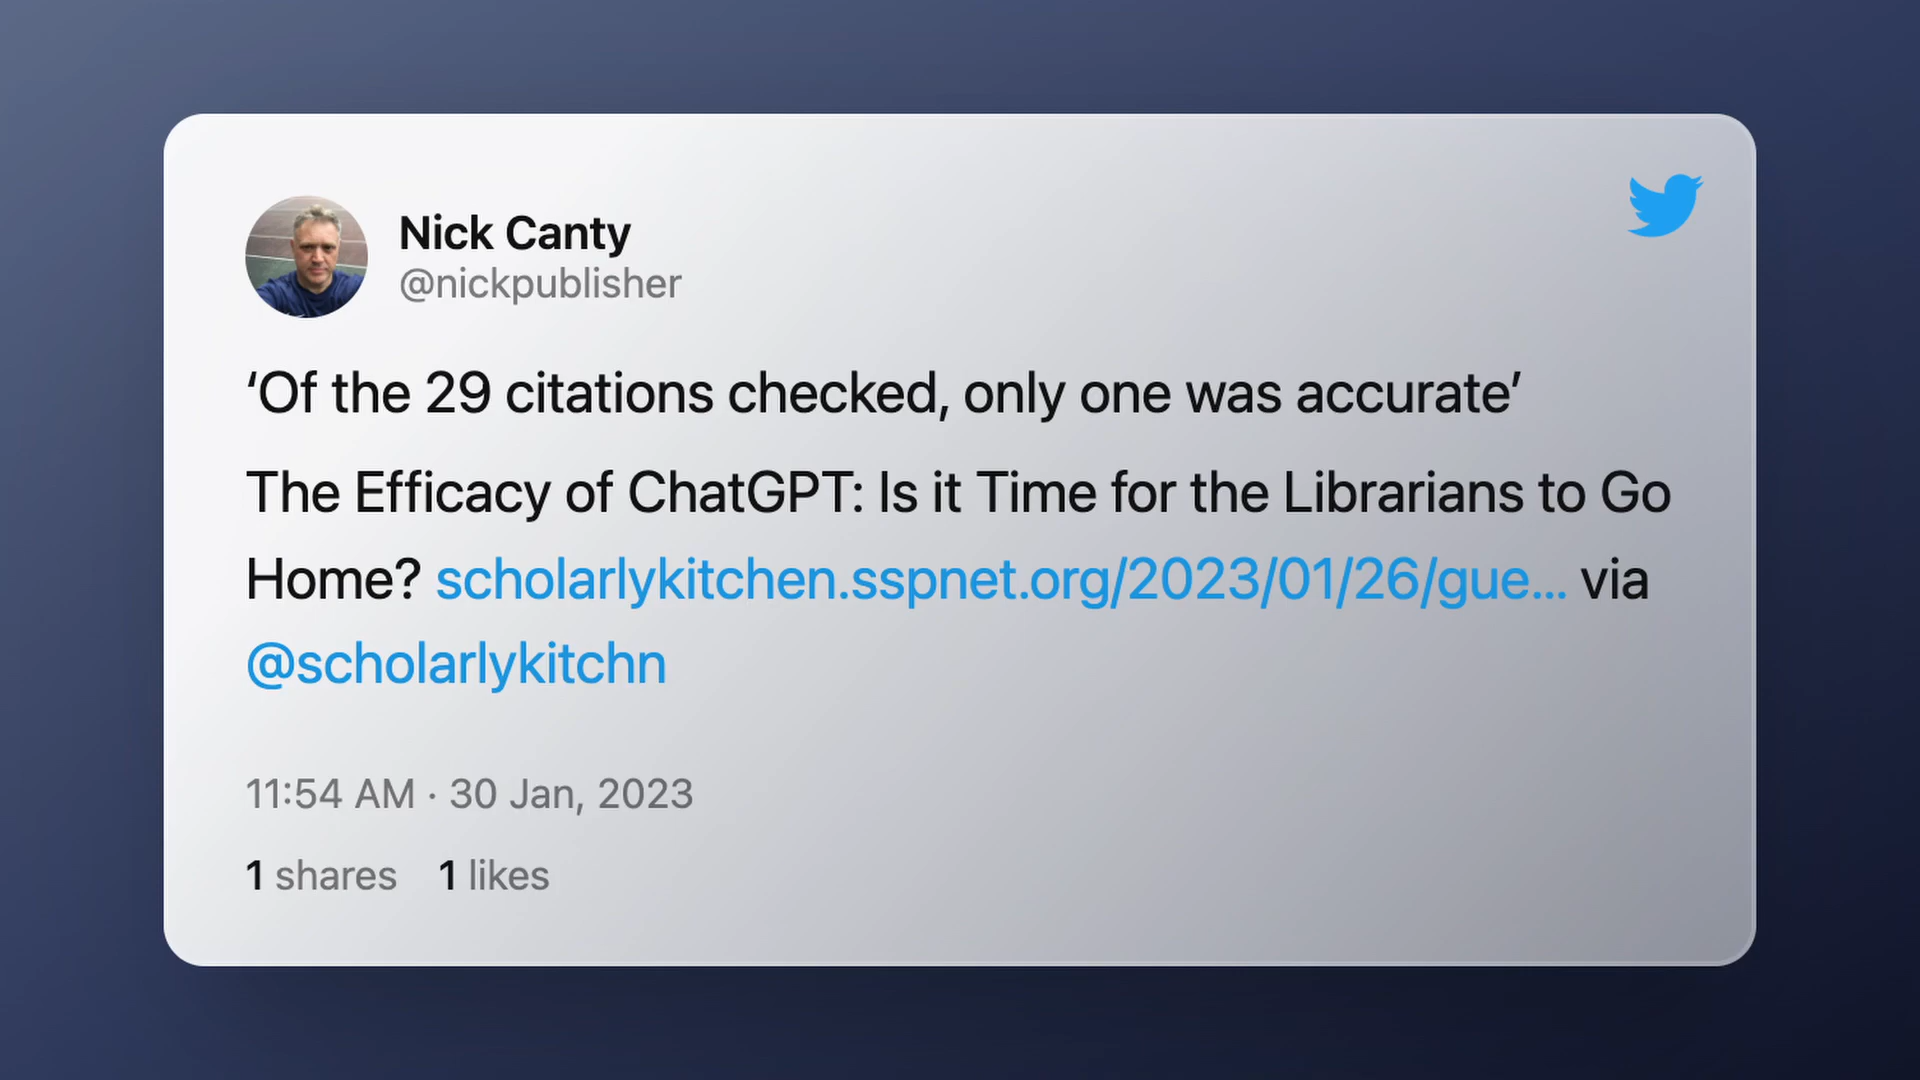 Nick Canty
@nickpublisher
‘Of the 29 citations checked, only one was accurate’
The Efficacy of ChatGPT: Is it Time for the Librarians to Go
Home? scholarlykitchen.sspnet.org/2023/01/26/gue... via
@scholarlykitchn
11:54 AM · 30 Jan, 2023
1 shares 1 likes